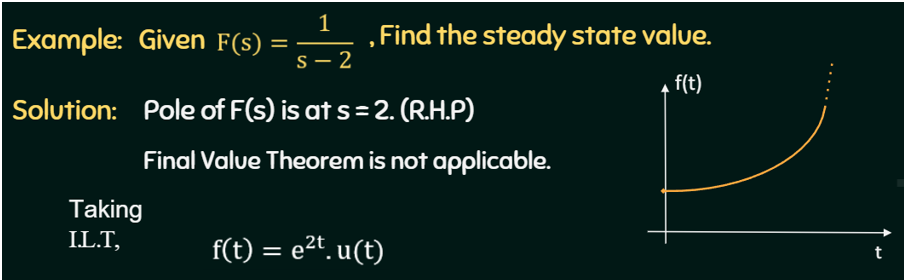 Example: Given F(s) = 1/(s − 2) , Find the steady state value.
Solution: Pole of F(s) is at s = 2. (R.H.P)
Final Value Theorem is not applicable.
Taking
I.L.T,
f(t) = e^{2t}. u(t)
f(t)
t